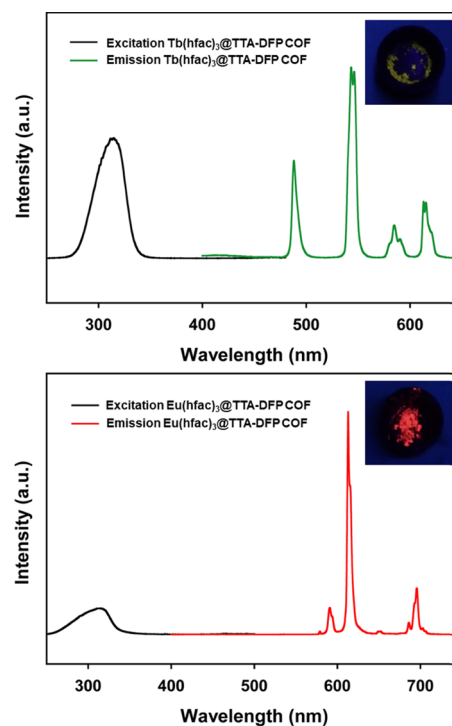 Excitation Tb(hfac)3@TTA-DFP COF
Emission Tb(hfac)3@TTA-DFP COF
Intensity (a.u.)
300 400 500 600
Wavelength (nm)
Excitation Eu(hfac)3@TTA-DFP COF
Emission Eu(hfac)3@TTA-DFP COF
Intensity (a.u.)
300 400 500 600 700
Wavelength (nm)